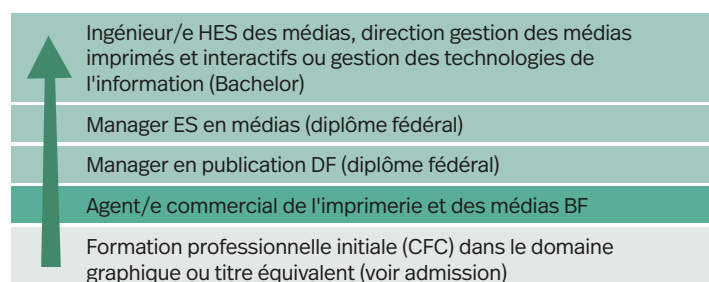 Ingénieur/e HES des médias, direction gestion des médias
imprimés et interactifs ou gestion des technologies de
l'information (Bachelor)
Manager ES en médias (diplôme fédéral)
Manager en publication DF (diplôme fédéral)
Agent/e commercial de l'imprimerie et des médias BF
Formation professionnelle initiale (CFC) dans le domaine
graphique ou titre équivalent (voir admission)